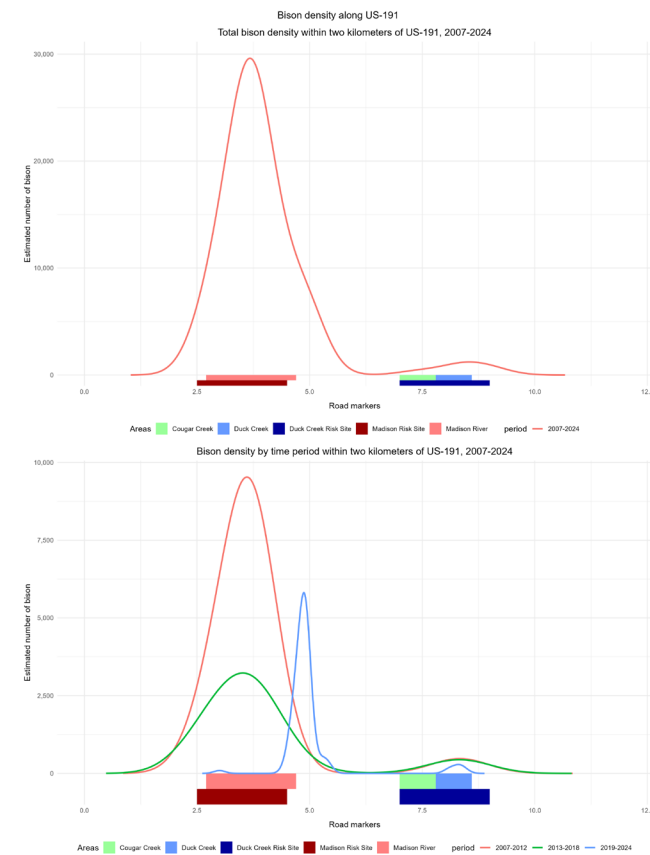 Bison density along US-191
Total bison density within two kilometers of US-191, 2007-2024
30,000
20,000
10,000
0
Estimated number of bison
0.0 2.5 5.0 7.5 10.0 12.
Road markers
Areas Cougar Creek Duck Creek Duck Creek Risk Site Madison Risk Site Madison River period 2007-2024
Bison density by time period within two kilometers of US-191, 2007-2024
10,000
7,500
5,000
2,500
0
Estimated number of bison
0.0 2.5 5.0 7.5 10.0 12.
Road markers
Areas Cougar Creek Duck Creek Duck Creek Risk Site Madison Risk Site Madison River period 2007-2012 2013-2018 2019-2024